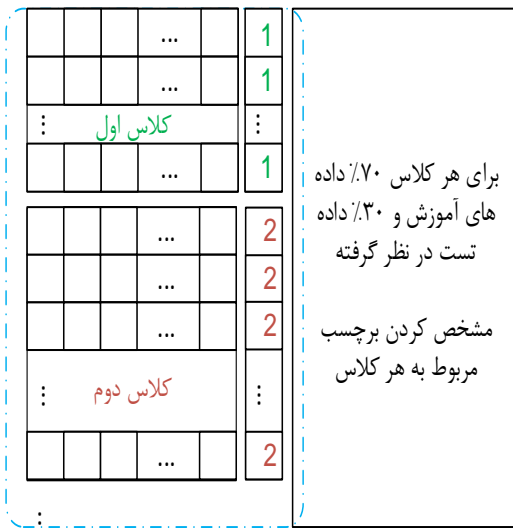 ... 1
... 1
⋮ کلاس اول ⋮
... 1
... 2
... 2
... 2
⋮ کلاس دوم ⋮
... 2
⋮
برای هر کلاس ۷۰٪ داده
های آموزش و ۳۰٪ داده
تست در نظر گرفته
مشخص کردن برچسب
مربوط به هر کلاس